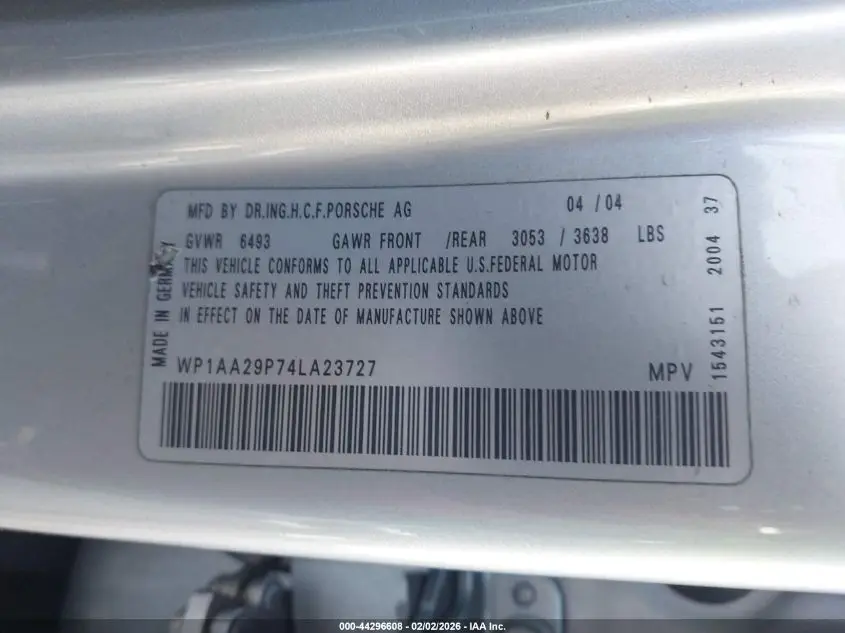 MFD BY DR.ING.H.C.F.PORSCHE AG 04 / 04
GVWR 6493 GAWR FRONT /REAR 3053 / 3638 LBS
THIS VEHICLE CONFORMS TO ALL APPLICABLE U.S.FEDERAL MOTOR
VEHICLE SAFETY AND THEFT PREVENTION STANDARDS
IN EFFECT ON THE DATE OF MANUFACTURE SHOWN ABOVE
WP1AA29P74LA23727 MPV
MADE IN GERMANY
1543151 2004 37
000-44296608 - 02/02/2026 - IAA Inc.